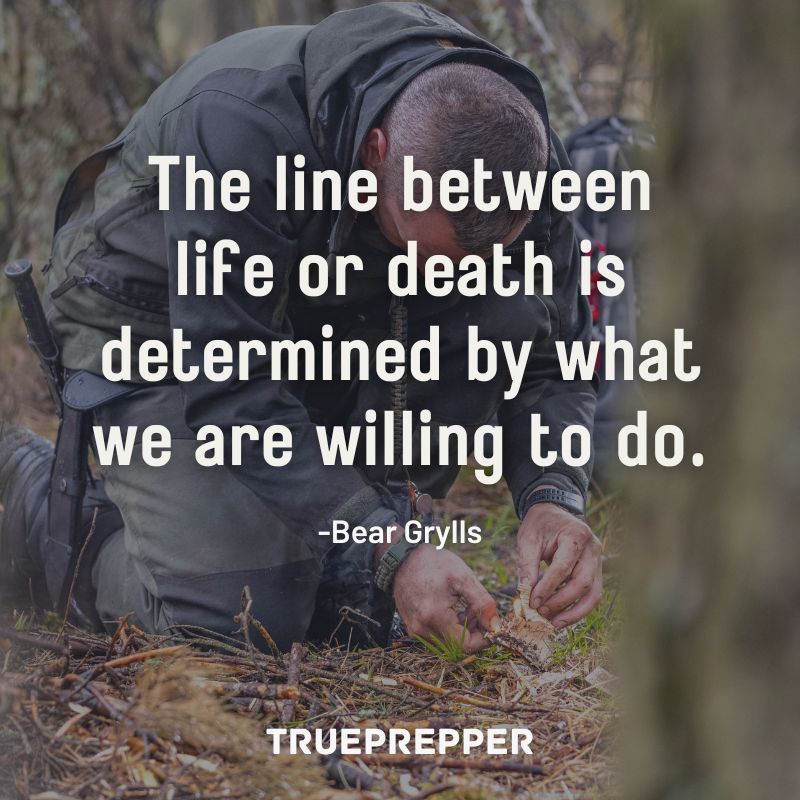 The line between
life or death is
determined by what
we are willing to do.
-Bear Grylls
TRUEPREPPER